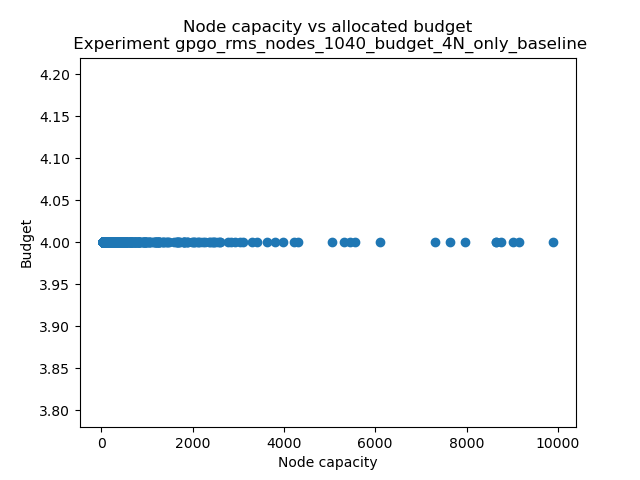 Node capacity vs allocated budget
Experiment gpgo_rms_nodes_1040_budget_4N_only_baseline
4.20
4.15
4.10
4.05
4.00
3.95
3.90
3.85
3.80
Budget
0 2000 4000 6000 8000 10000
Node capacity